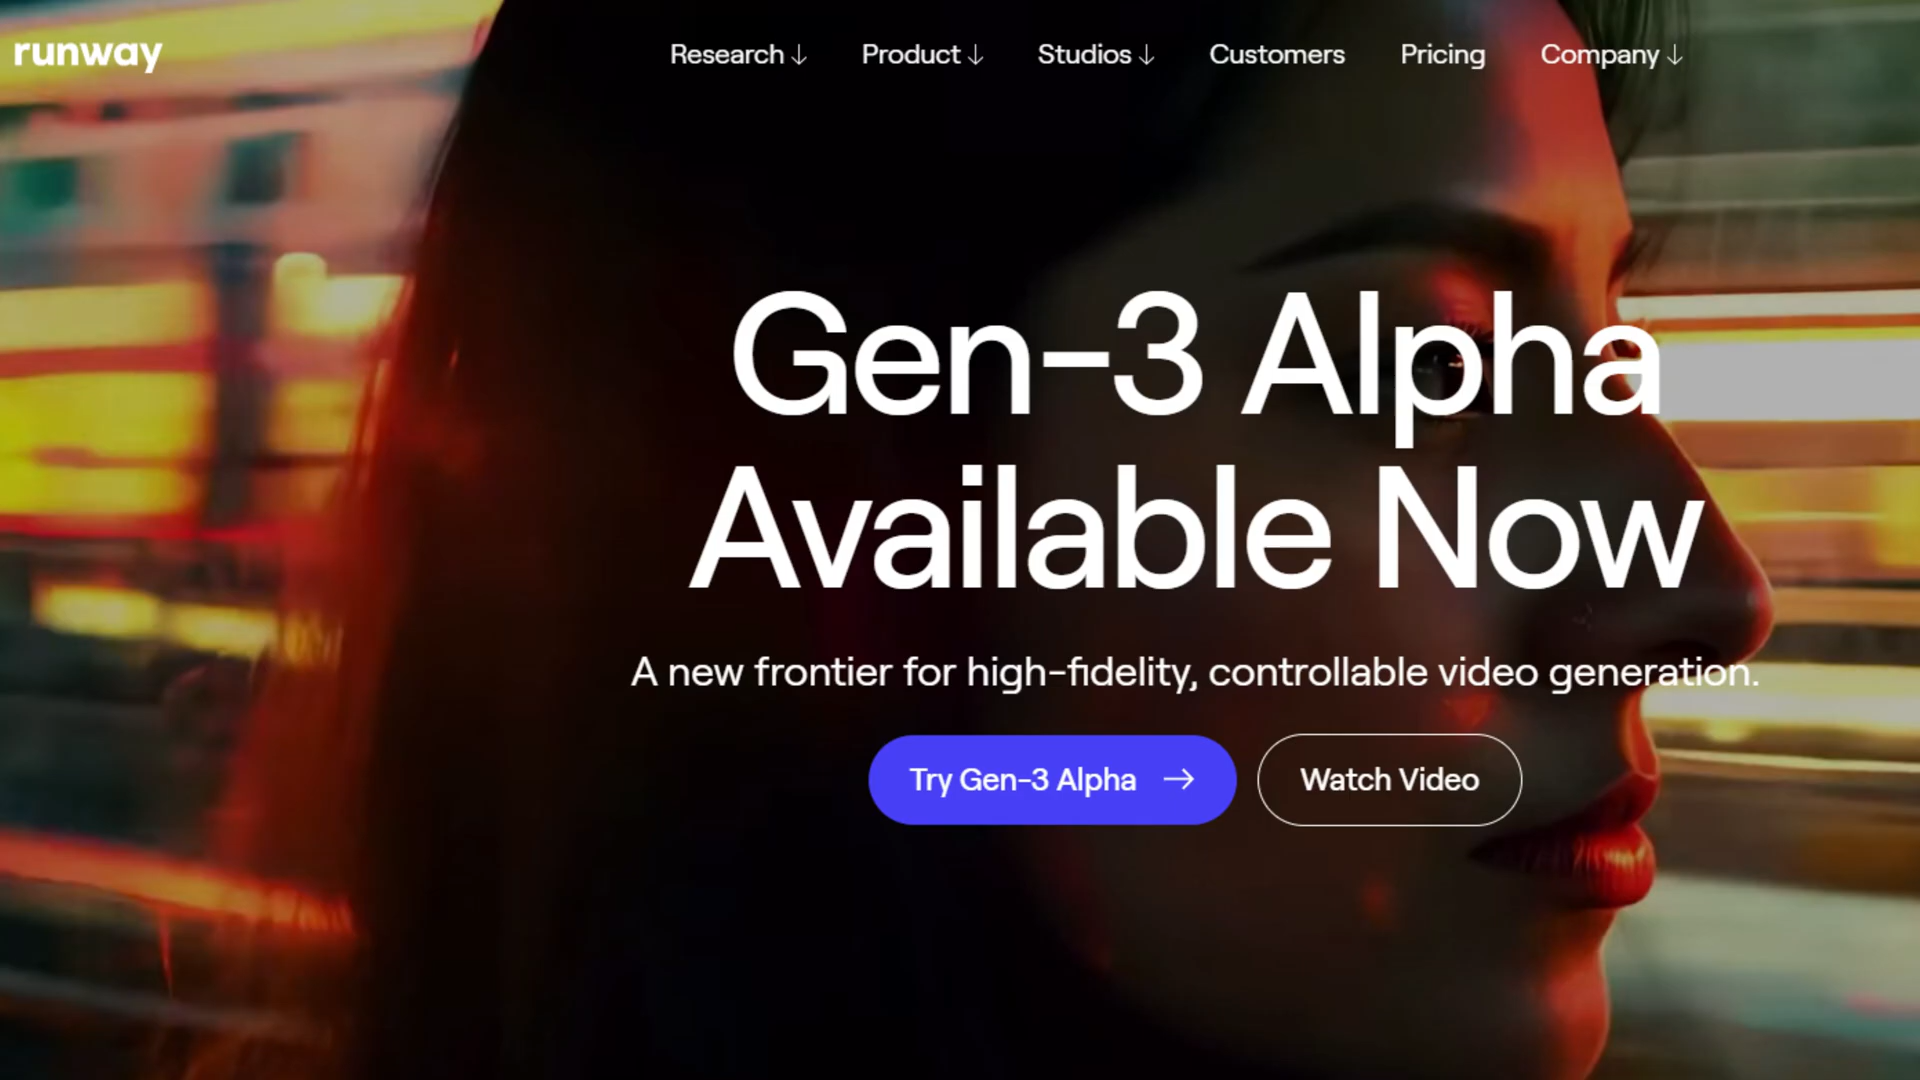 runway
Research ↓ Product ↓ Studios ↓ Customers Pricing Company ↓
Gen-3 Alpha
Available Now
A new frontier for high-fidelity, controllable video generation.
Try Gen-3 Alpha → Watch Video